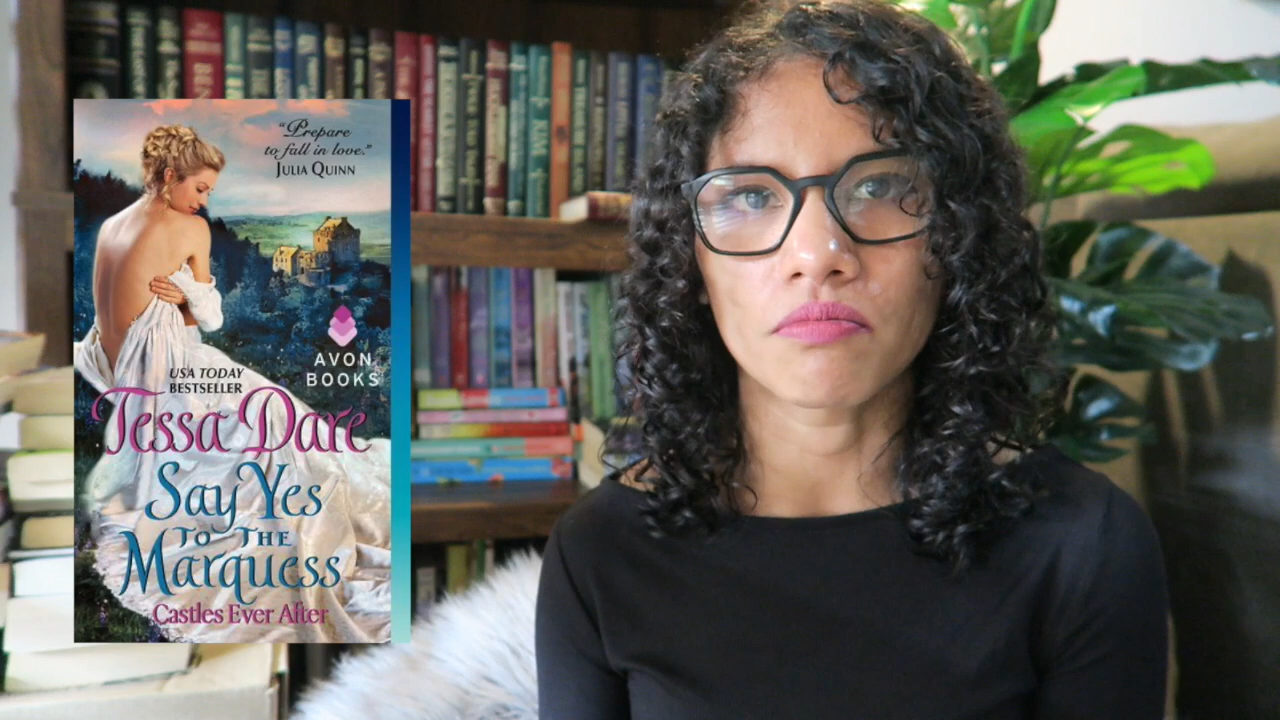 “Prepare
to fall in love.”
JULIA QUINN
AVON
BOOKS
USA TODAY
BESTSELLER
Tessa Dare
Say Yes
TO THE
Marquess
Castles Ever After